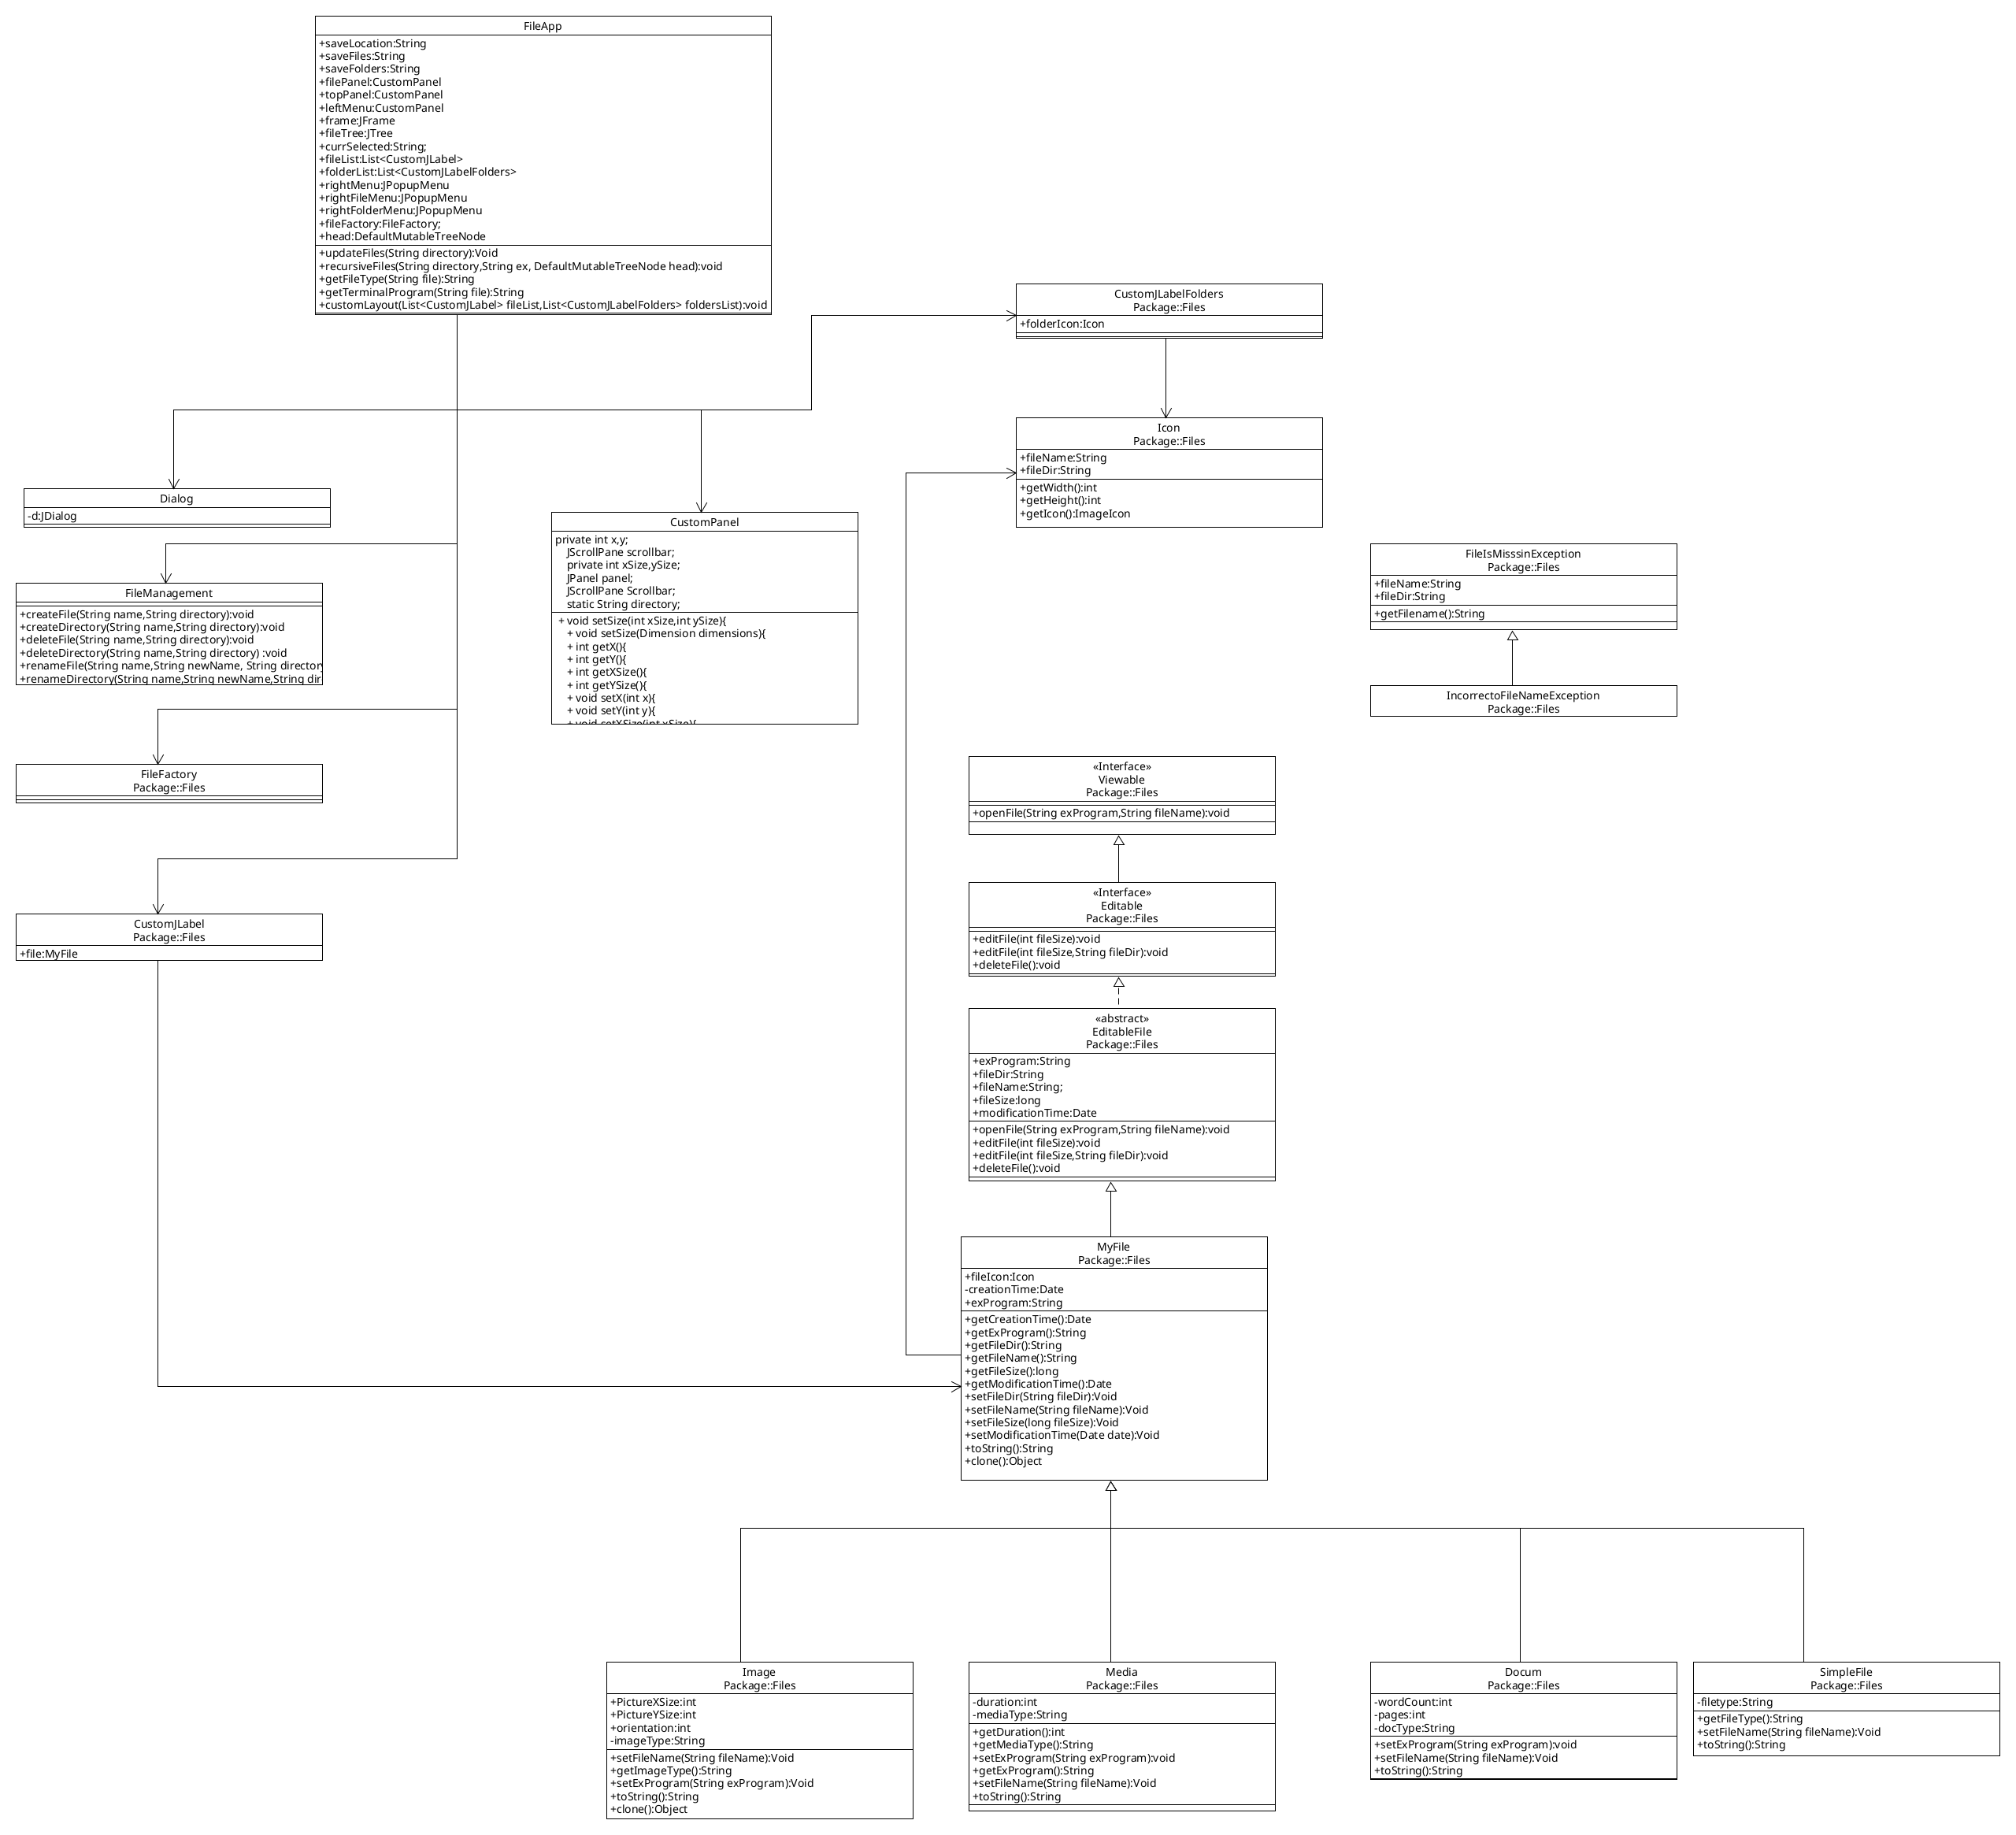 FileApp
+saveLocation:String
+saveFiles:String
+saveFolders:String
+filePanel:CustomPanel
+topPanel:CustomPanel
+leftMenu:CustomPanel
+frame:JFrame
+fileTree:JTree
+currSelected:String;
+fileList:List<CustomJLabel>
+folderList:List<CustomJLabelFolders>
+rightMenu:JPopupMenu
+rightFileMenu:JPopupMenu
+rightFolderMenu:JPopupMenu
+fileFactory:FileFactory;
+head:DefaultMutableTreeNode
+updateFiles(String directory):Void
+recursiveFiles(String directory,String ex, DefaultMutableTreeNode head):void
+getFileType(String file):String
+getTerminalProgram(String file):String
+customLayout(List<CustomJLabel> fileList,List<CustomJLabelFolders> foldersList):void
CustomJLabelFolders
Package::Files
+folderIcon:Icon
Icon
Package::Files
+fileName:String
+fileDir:String
+getWidth():int
+getHeight():int
+getIcon():ImageIcon
Dialog
-d:JDialog
CustomPanel
private int x,y;
JScrollPane scrollbar;
private int xSize,ySize;
JPanel panel;
JScrollPane Scrollbar;
static String directory;
+ void setSize(int xSize,int ySize){
+ void setSize(Dimension dimensions){
+ int getX(){
+ int getY(){
+ int getXSize(){
+ int getYSize(){
+ void setX(int x){
+ void setY(int y){
+ void setXSize(int xSize){
FileIsMisssinException
Package::Files
+fileName:String
+fileDir:String
+getFilename():String
FileManagement
+createFile(String name,String directory):void
+createDirectory(String name,String directory):void
+deleteFile(String name,String directory):void
+deleteDirectory(String name,String directory) :void
+renameFile(String name,String newName, String directory
+renameDirectory(String name,String newName,String dir
IncorrectoFileNameException
Package::Files
FileFactory
Package::Files
«Interface»
Viewable
Package::Files
+openFile(String exProgram,String fileName):void
«Interface»
Editable
Package::Files
+editFile(int fileSize):void
+editFile(int fileSize,String fileDir):void
+deleteFile():void
CustomJLabel
Package::Files
+file:MyFile
«abstract»
EditableFile
Package::Files
+exProgram:String
+fileDir:String
+fileName:String;
+fileSize:long
+modificationTime:Date
+openFile(String exProgram,String fileName):void
+editFile(int fileSize):void
+editFile(int fileSize,String fileDir):void
+deleteFile():void
MyFile
Package::Files
+fileIcon:Icon
-creationTime:Date
+exProgram:String
+getCreationTime():Date
+getExProgram():String
+getFileDir():String
+getFileName():String
+getFileSize():long
+getModificationTime():Date
+setFileDir(String fileDir):Void
+setFileName(String fileName):Void
+setFileSize(long fileSize):Void
+setModificationTime(Date date):Void
+toString():String
+clone():Object
Image
Package::Files
+PictureXSize:int
+PictureYSize:int
+orientation:int
-imageType:String
+setFileName(String fileName):Void
+getImageType():String
+setExProgram(String exProgram):Void
+toString():String
+clone():Object
Media
Package::Files
-duration:int
-mediaType:String
+getDuration():int
+getMediaType():String
+setExProgram(String exProgram):void
+getExProgram():String
+setFileName(String fileName):Void
+toString():String
Docum
Package::Files
-wordCount:int
-pages:int
-docType:String
+setExProgram(String exProgram):void
+setFileName(String fileName):Void
+toString():String
SimpleFile
Package::Files
-filetype:String
+getFileType():String
+setFileName(String fileName):Void
+toString():String